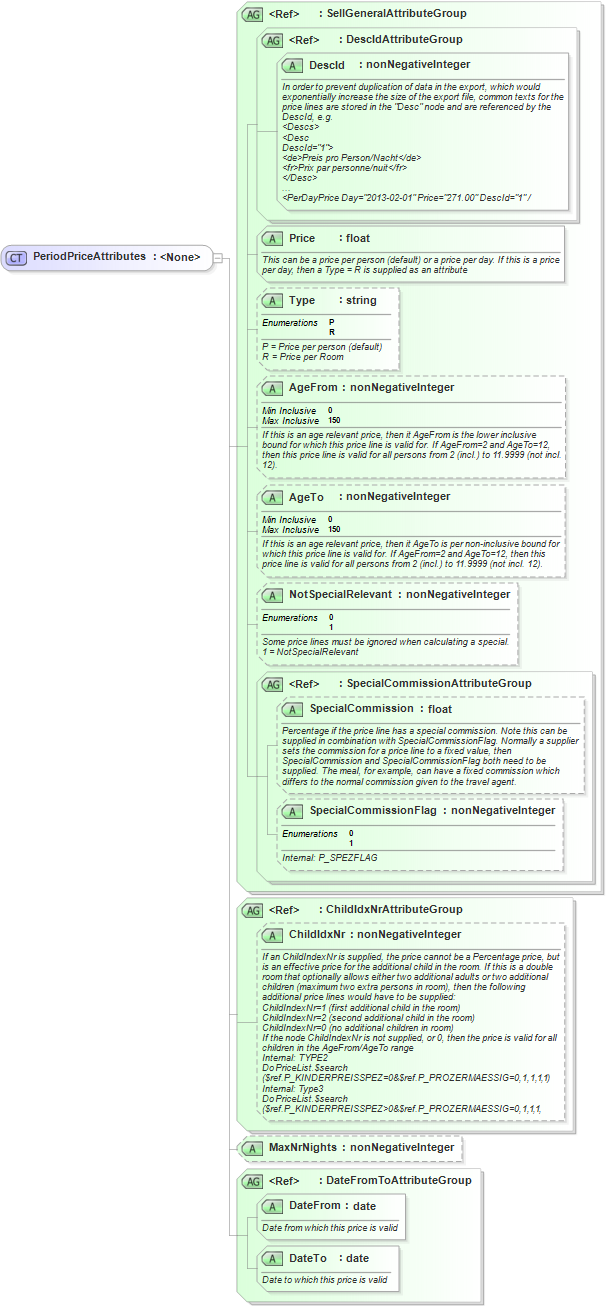 AG <Ref> : SellGeneralAttributeGroup
AG <Ref> : DescIdAttributeGroup
A DescId : nonNegativeInteger
In order to prevent duplication of data in the export, which would
exponentially increase the size of the export file, common texts for the
price lines are stored in the "Desc" node and are referenced by the
DescId, e.g.
<Descs>
<Desc
DescId="1">
<de>Preis pro Person/Nacht</de>
<fr>Prix par personne/nuit</fr>
</Desc>
...
<PerDayPrice Day="2013-02-01" Price="271.00" DescId="1" /
A Price : float
This can be a price per person (default) or a price per day. If this is a price
per day, then a Type = R is supplied as an attribute
CT PeriodPriceAttributes : <None>
A Type : string
Enumerations P
R
P = Price per person (default)
R = Price per Room
A AgeFrom : nonNegativeInteger
Min Inclusive 0
Max Inclusive 150
If this is an age relevant price, then it AgeFrom is the lower inclusive
bound for which this price line is valid for. If AgeFrom=2 and AgeTo=12,
then this price line is valid for all persons from 2 (incl.) to 11.9999 (not incl.
12).
A AgeTo : nonNegativeInteger
Min Inclusive 0
Max Inclusive 150
If this is an age relevant price, then it AgeTo is per non-inclusive bound for
which this price line is valid for. If AgeFrom=2 and AgeTo=12, then this
price line is valid for all persons from 2 (incl.) to 11.9999 (not incl. 12).
A NotSpecialRelevant : nonNegativeInteger
Enumerations 0
1
Some price lines must be ignored when calculating a special.
1 = NotSpecialRelevant
AG <Ref> : SpecialCommissionAttributeGroup
A SpecialCommission : float
Percentage if the price line has a special commission. Note this can be
supplied in combination with SpecialCommissionFlag. Normally a supplier
sets the commission for a price line to a fixed value, then
SpecialCommission and SpecialCommissionFlag both need to be
supplied. The meal, for example, can have a fixed commission which
differs to the normal commission given to the travel agent.
A SpecialCommissionFlag : nonNegativeInteger
Enumerations 0
1
Internal: P_SPEZFLAG
AG <Ref> : ChildIdxNrAttributeGroup
A ChildIdxNr : nonNegativeInteger
If an ChildIndexNr is supplied, the price cannot be a Percentage price, but
is an effective price for the additional child in the room. If this is a double
room that optionally allows either two additional adults or two additional
children (maximum two extra persons in room), then the following
additional price lines would have to be supplied:
ChildIndexNr=1 (first additional child in the room)
ChildIndexNr=2 (second additional child in the room)
ChildIndexNr=0 (no additional children in room)
If the node ChildIndexNr is not supplied, or 0, then the price is valid for all
children in the AgeFrom/AgeTo range
Internal: TYPE2
DoPriceList.$search
($ref.P_KINDERPREISSPEZ=0&$ref.P_PROZERMAESSIG=0,1,1,1,1)
Internal: Type3
DoPriceList.$search
($ref.P_KINDERPREISSPEZ>0&$ref.P_PROZERMAESSIG=0,1,1,1,
A MaxNrNights : nonNegativeInteger
AG <Ref> : DateFromToAttributeGroup
A DateFrom : date
Date from which this price is valid
A DateTo : date
Date to which this price is valid